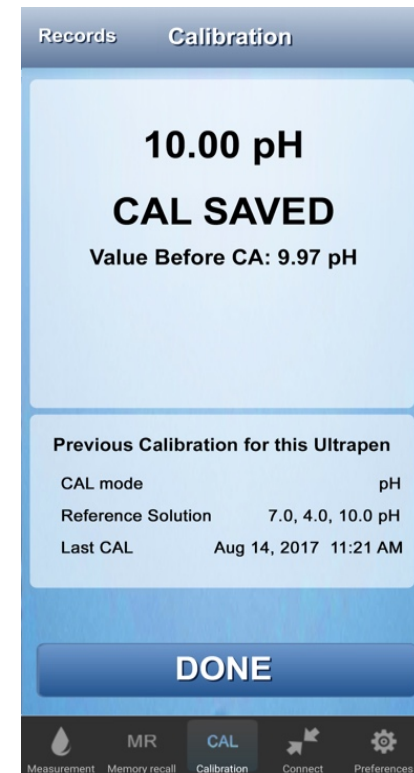 Records Calibration
10.00 pH
CAL SAVED
Value Before CA: 9.97 pH
Previous Calibration for this Ultrapen
CAL mode pH
Reference Solution 7.0, 4.0, 10.0 pH
Last CAL Aug 14, 2017 11:21 AM
DONE
MR CAL
Measurement Memory recall Calibration Connect Preferences